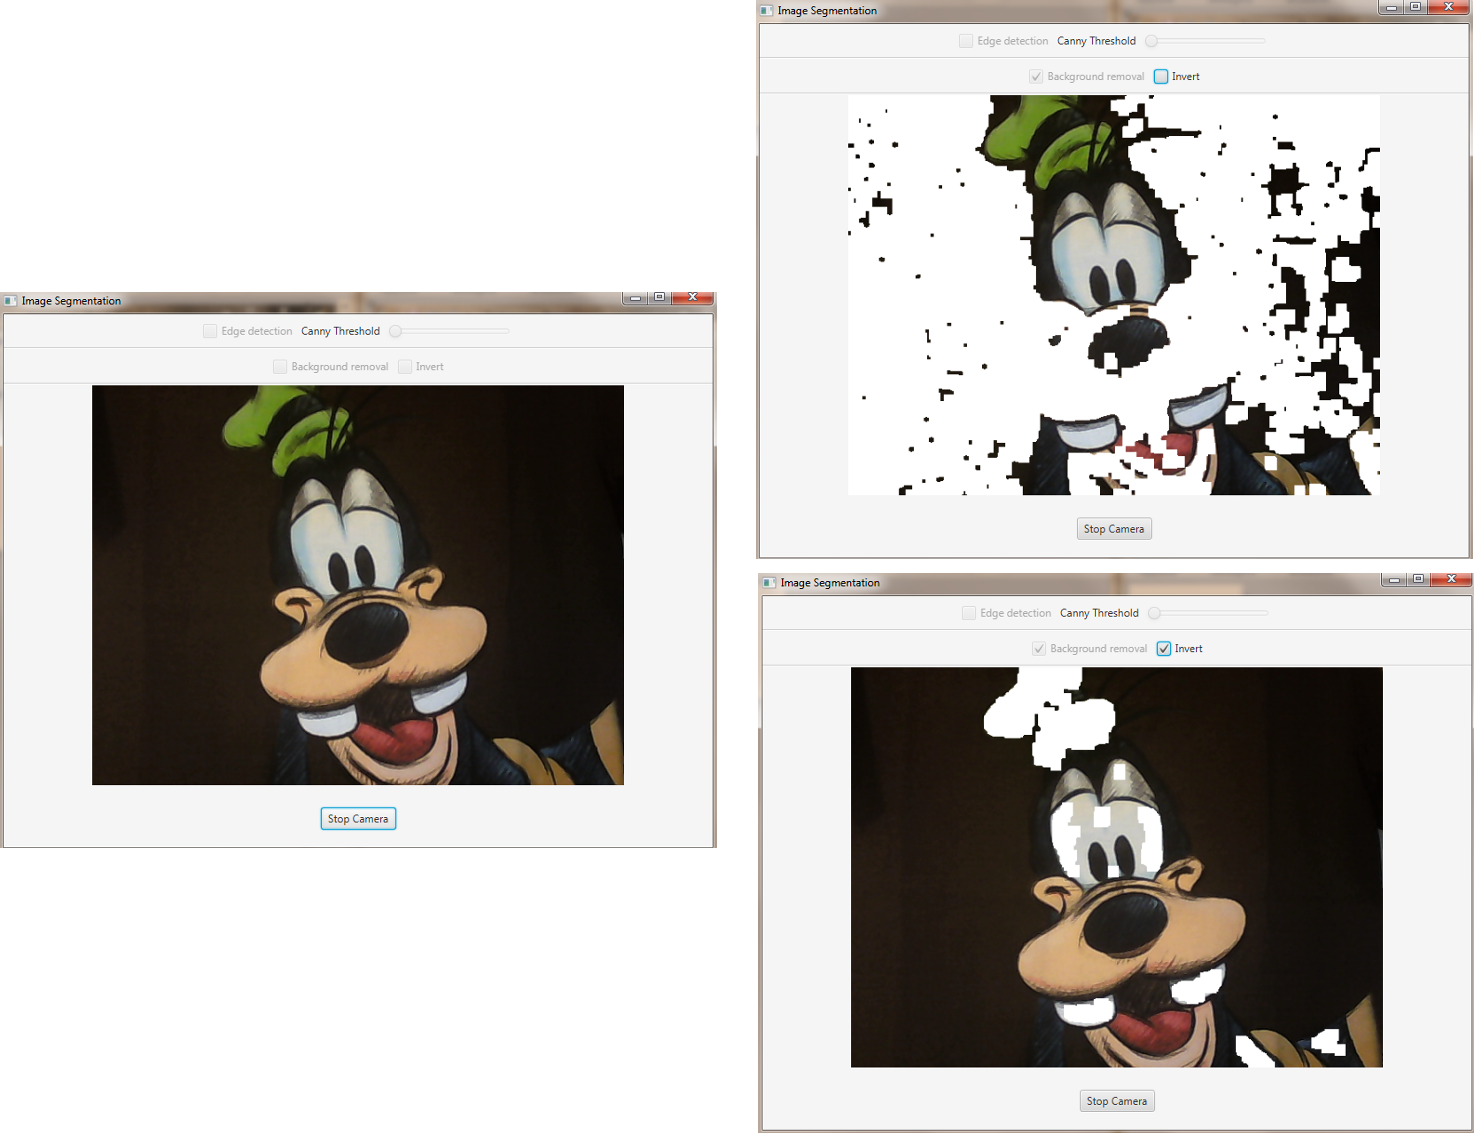 Image Segmentation
Edge detection Canny Threshold
Background removal Invert
Stop Camera
Image Segmentation
Edge detection Canny Threshold
Background removal Invert
Stop Camera
Image Segmentation
Edge detection Canny Threshold
Background removal Invert
Stop Camera